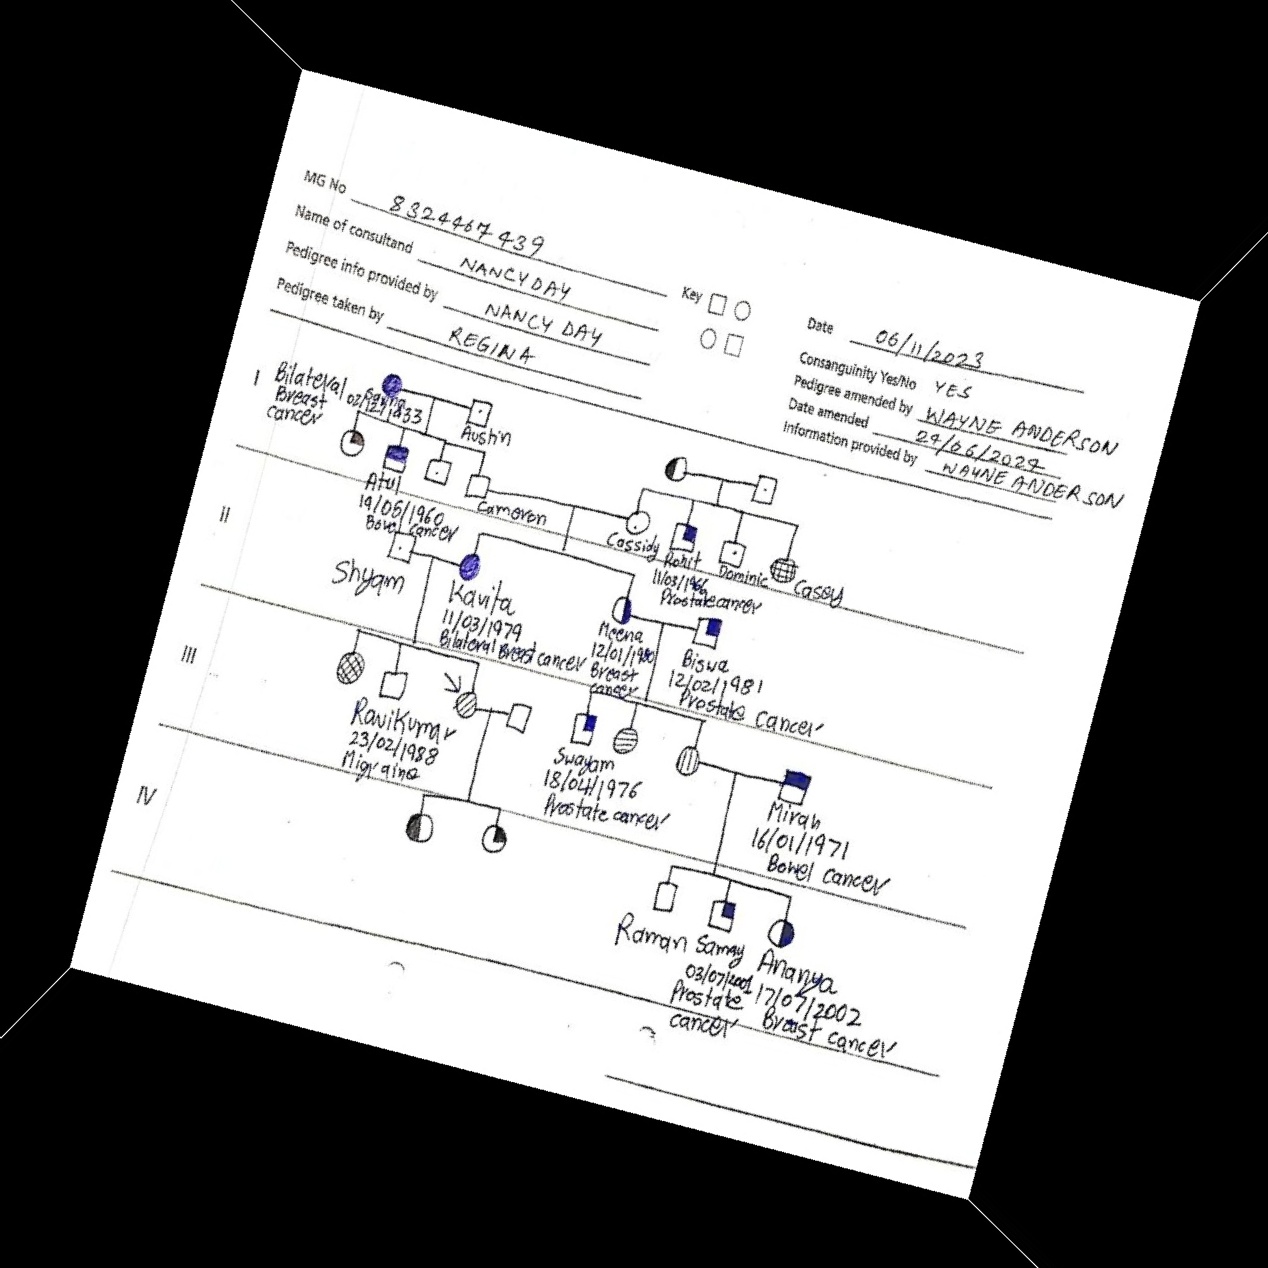 MG No 8324467439
Name of consultand NANCY DAY
Pedigree info provided by NANCY DAY
Pedigree taken by REGINA
Key
Date 06/11/2023
Consanguinity Yes/No YES
Pedigree amended by WAYNE ANDERSON
Date amended 24/06/2024
Information provided by WAYNE ANDERSON
I
Bilateral
Breast
cancer
02/12/1933
Austin
Atul
19/05/1960
Bowel cancer
Cameron
Cassidy
Rohit
11/03/1966
Prostate cancer
Dominic
Casey
II
Shyam
Kavita
11/03/1979
Bilateral Breast cancer
Meena
12/01/1980
Breast
cancer
Biswa
12/02/1981
Prostate cancer
III
Ravikumar
23/02/1988
Migraine
Swayam
18/04/1976
Prostate cancer
Mirah
16/01/1971
Bowel cancer
IV
Raman
Samay
03/07/2001
Prostate
cancer
Ananya
17/07/2002
Breast cancer